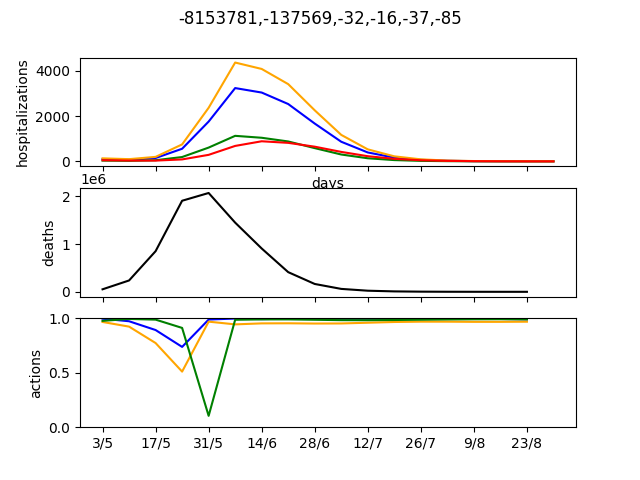 -8153781,-137569,-32,-16,-37,-85
hospitalizations
4000
2000
0
days
1e6
deaths
2
1
0
actions
1.0
0.5
0.0
3/5 17/5 31/5 14/6 28/6 12/7 26/7 9/8 23/8